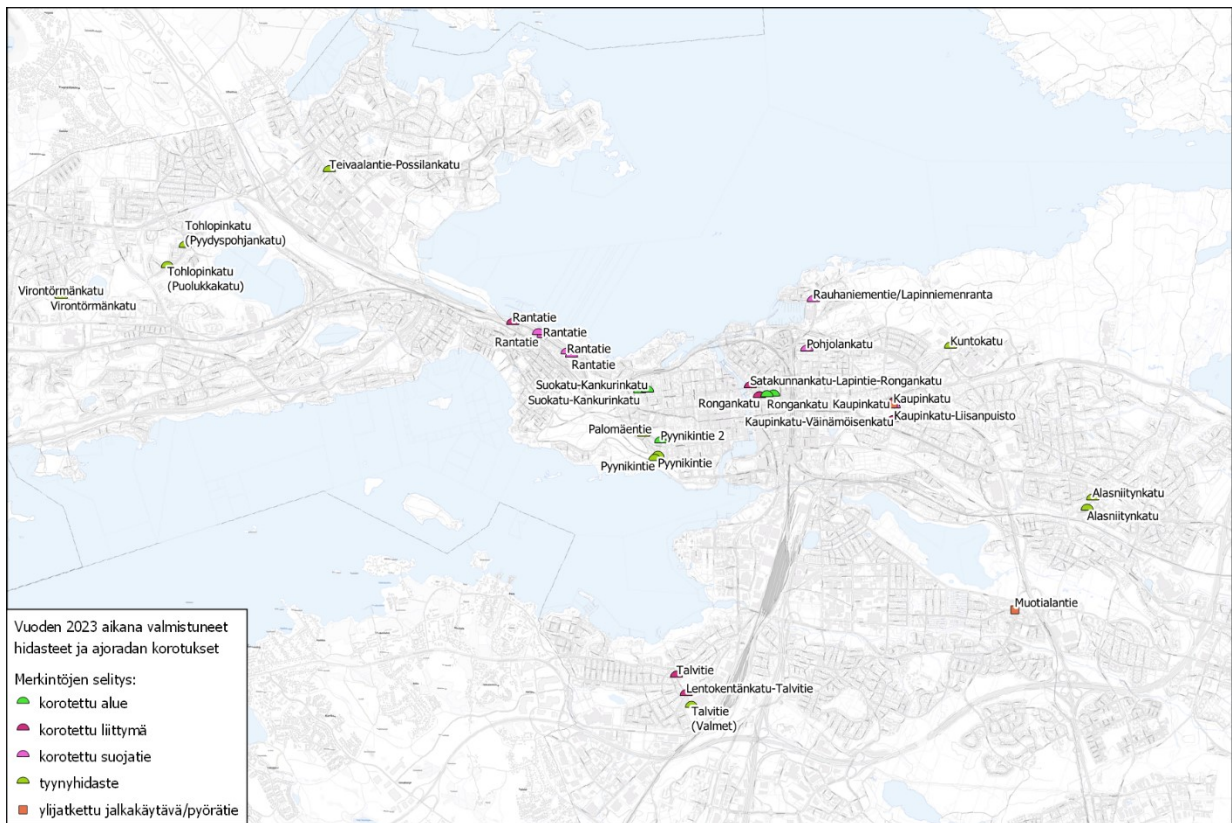 Teivaalantie-Possilankatu
Tohlopinkatu
(Pyydyspohjankatu)
Tohlopinkatu
(Puolukkakatu)
Virontörmänkatu
Virontörmänkatu
Rauhaniementie/Lapinniemenranta
Rantatie
Rantatie
Rantatie
Rantatie
Rantatie
Pohjolankatu
Kuntokatu
Suokatu-Kankurinkatu
Suokatu-Kankurinkatu
Satakunnankatu-Lapintie-Rongankatu
Rongankatu
Rongankatu
Kaupinkatu
Kaupinkatu
Kaupinkatu-Väinämöisenkatu
Kaupinkatu-Liisanpuisto
Palomäentie
Pyynikintie 2
Pyynikintie
Pyynikintie
Alasniitynkatu
Alasniitynkatu
Muotialantie
Talvitie
Lentokentänkatu-Talvitie
Talvitie
(Valmet)
Vuoden 2023 aikana valmistuneet
hidasteet ja ajoradan korotukset
Merkintöjen selitys:
korotettu alue
korotettu liittymä
korotettu suojatie
tyynyhidaste
ylijatkettu jalkakäytävä/pyörätie